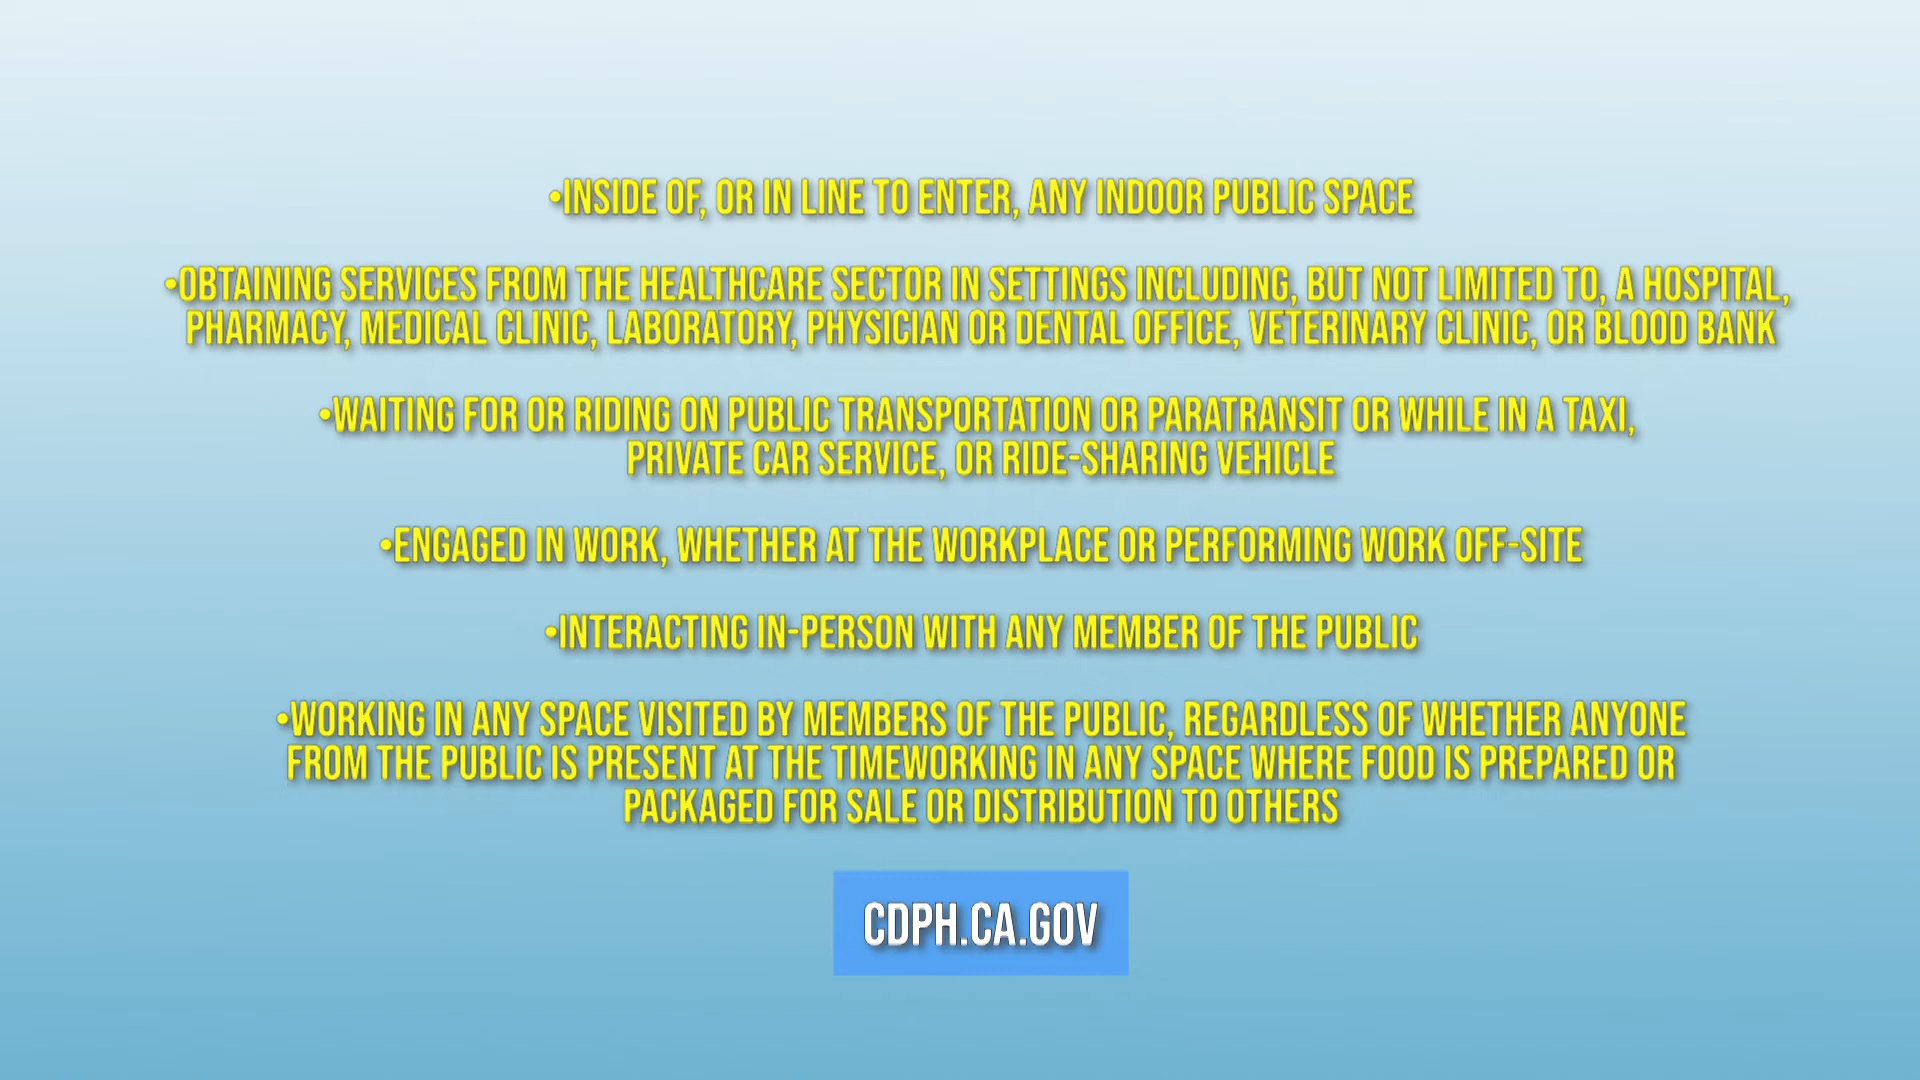 •INSIDE OF, OR IN LINE TO ENTER, ANY INDOOR PUBLIC SPACE
•OBTAINING SERVICES FROM THE HEALTHCARE SECTOR IN SETTINGS INCLUDING, BUT NOT LIMITED TO, A HOSPITAL,
PHARMACY, MEDICAL CLINIC, LABORATORY, PHYSICIAN OR DENTAL OFFICE, VETERINARY CLINIC, OR BLOOD BANK
•WAITING FOR OR RIDING ON PUBLIC TRANSPORTATION OR PARATRANSIT OR WHILE IN A TAXI,
PRIVATE CAR SERVICE, OR RIDE-SHARING VEHICLE
•ENGAGED IN WORK, WHETHER AT THE WORKPLACE OR PERFORMING WORK OFF-SITE
•INTERACTING IN-PERSON WITH ANY MEMBER OF THE PUBLIC
•WORKING IN ANY SPACE VISITED BY MEMBERS OF THE PUBLIC, REGARDLESS OF WHETHER ANYONE
FROM THE PUBLIC IS PRESENT AT THE TIMEWORKING IN ANY SPACE WHERE FOOD IS PREPARED OR
PACKAGED FOR SALE OR DISTRIBUTION TO OTHERS
CDPH.CA.GOV